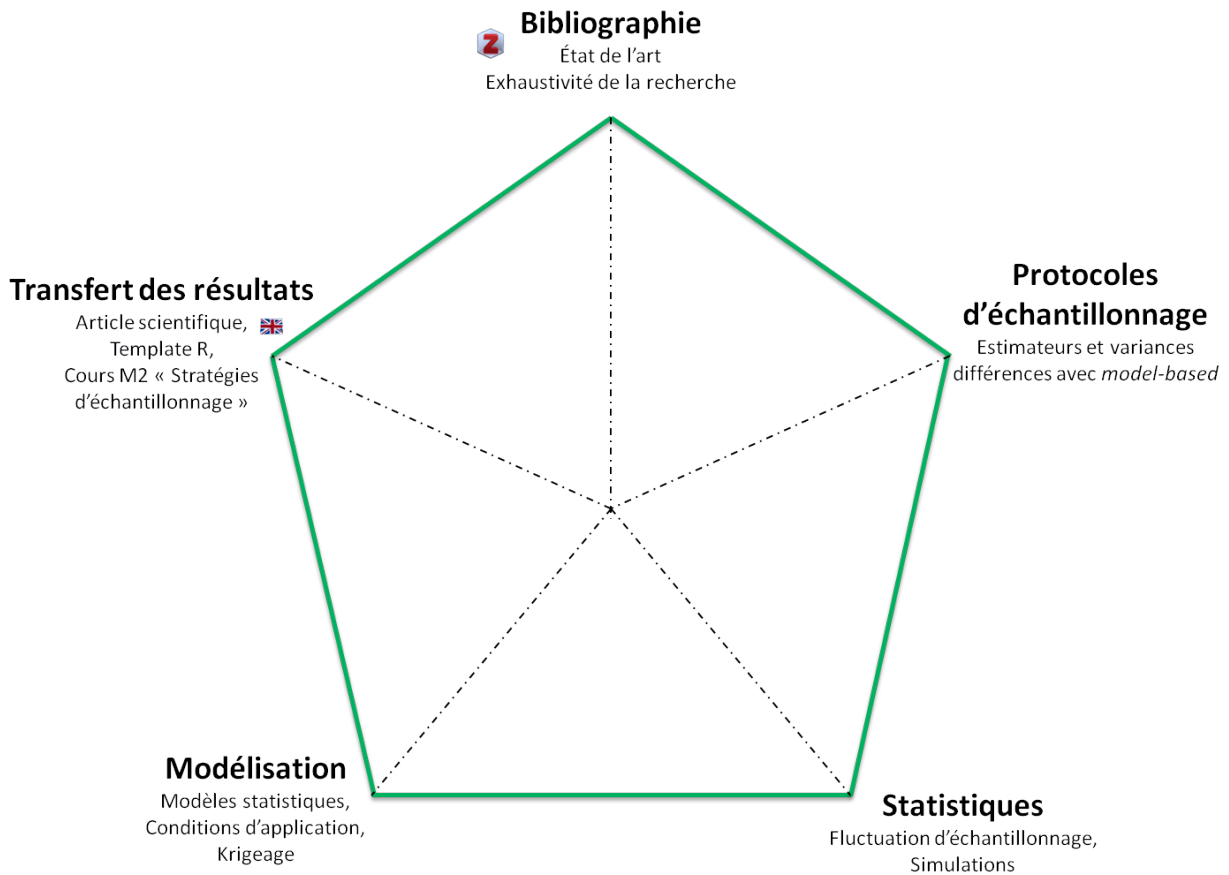 Z
Bibliographie
État de l’art
Exhaustivité de la recherche
Transfert des résultats
Article scientifique,
Template R,
Cours M2 « Stratégies
d’échantillonnage »
Protocoles
d’échantillonnage
Estimateurs et variances
différences avec model-based
Modélisation
Modèles statistiques,
Conditions d’application,
Krigeage
Statistiques
Fluctuation d’échantillonnage,
Simulations